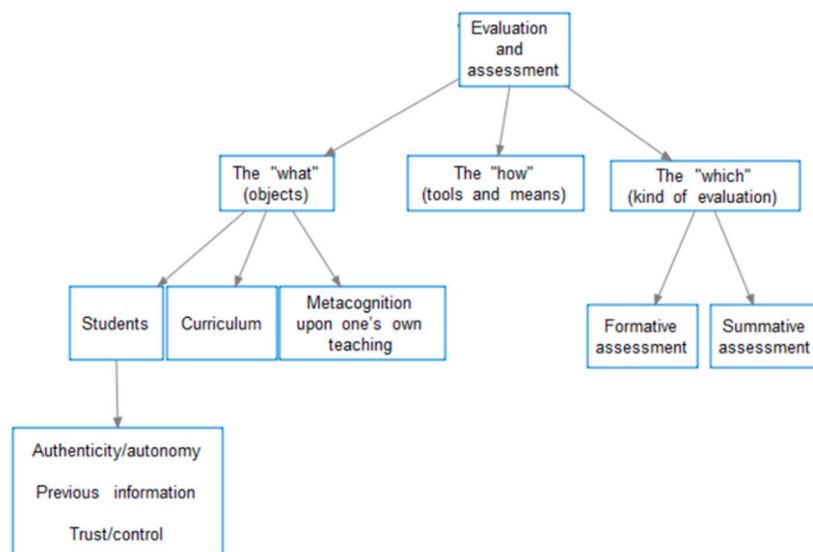 Evaluation
and
assessment
The "what"
(objects)
The "how"
(tools and means)
The "which"
(kind of evaluation)
Students
Curriculum
Metacognition
upon one's own
teaching
Formative
assessment
Summative
assessment
Authenticity/autonomy
Previous information
Trust/control